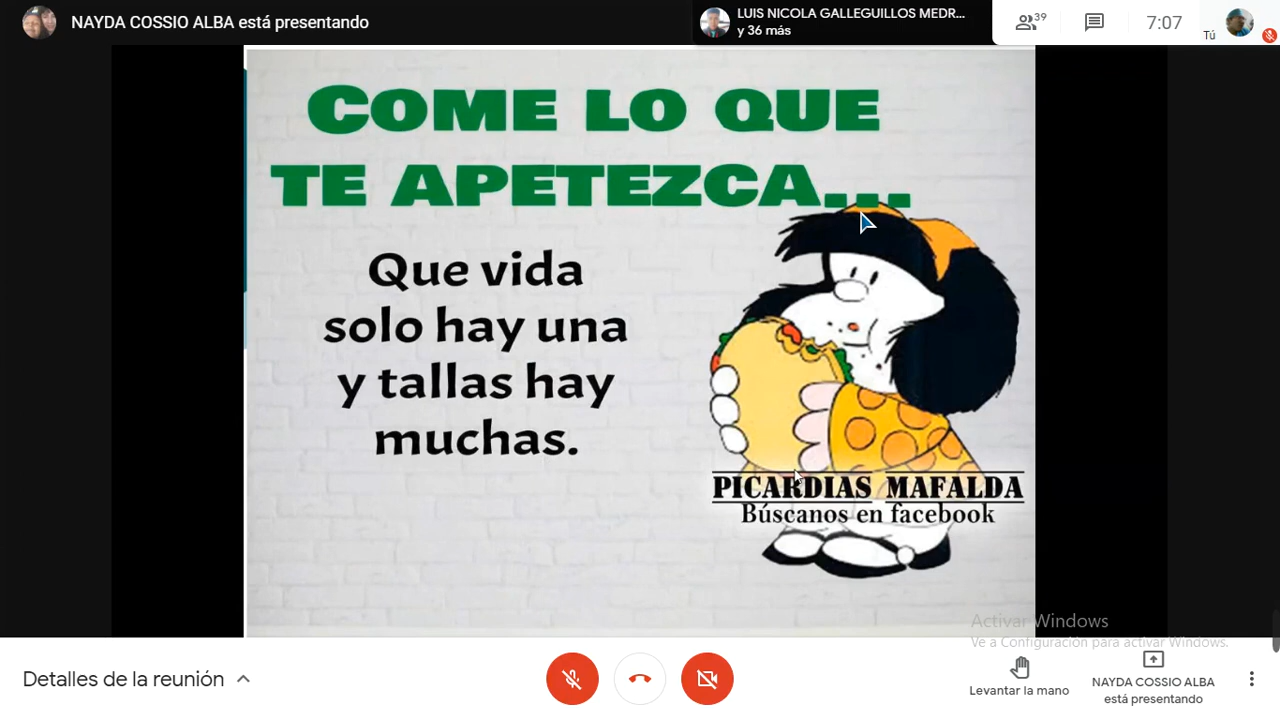 NAYDA COSSIO ALBA está presentando
LUIS NICOLA GALLEGUILLOS MEDR...
y 36 más
39
7:07
Tú
COME LO QUE
TE APETEZCA...
Que vida
solo hay una
y tallas hay
muchas.
PICARDIAS MAFALDA
Búscanos en facebook
Activar Windows
Ve a Configuración para activar Windows.
Detalles de la reunión
Levantar la mano
NAYDA COSSIO ALBA
está presentando